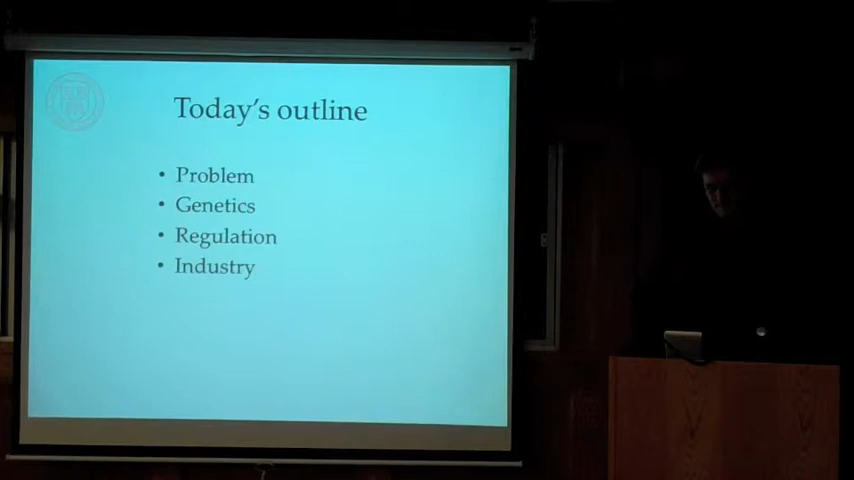 Today's outline
• Problem
• Genetics
• Regulation
• Industry